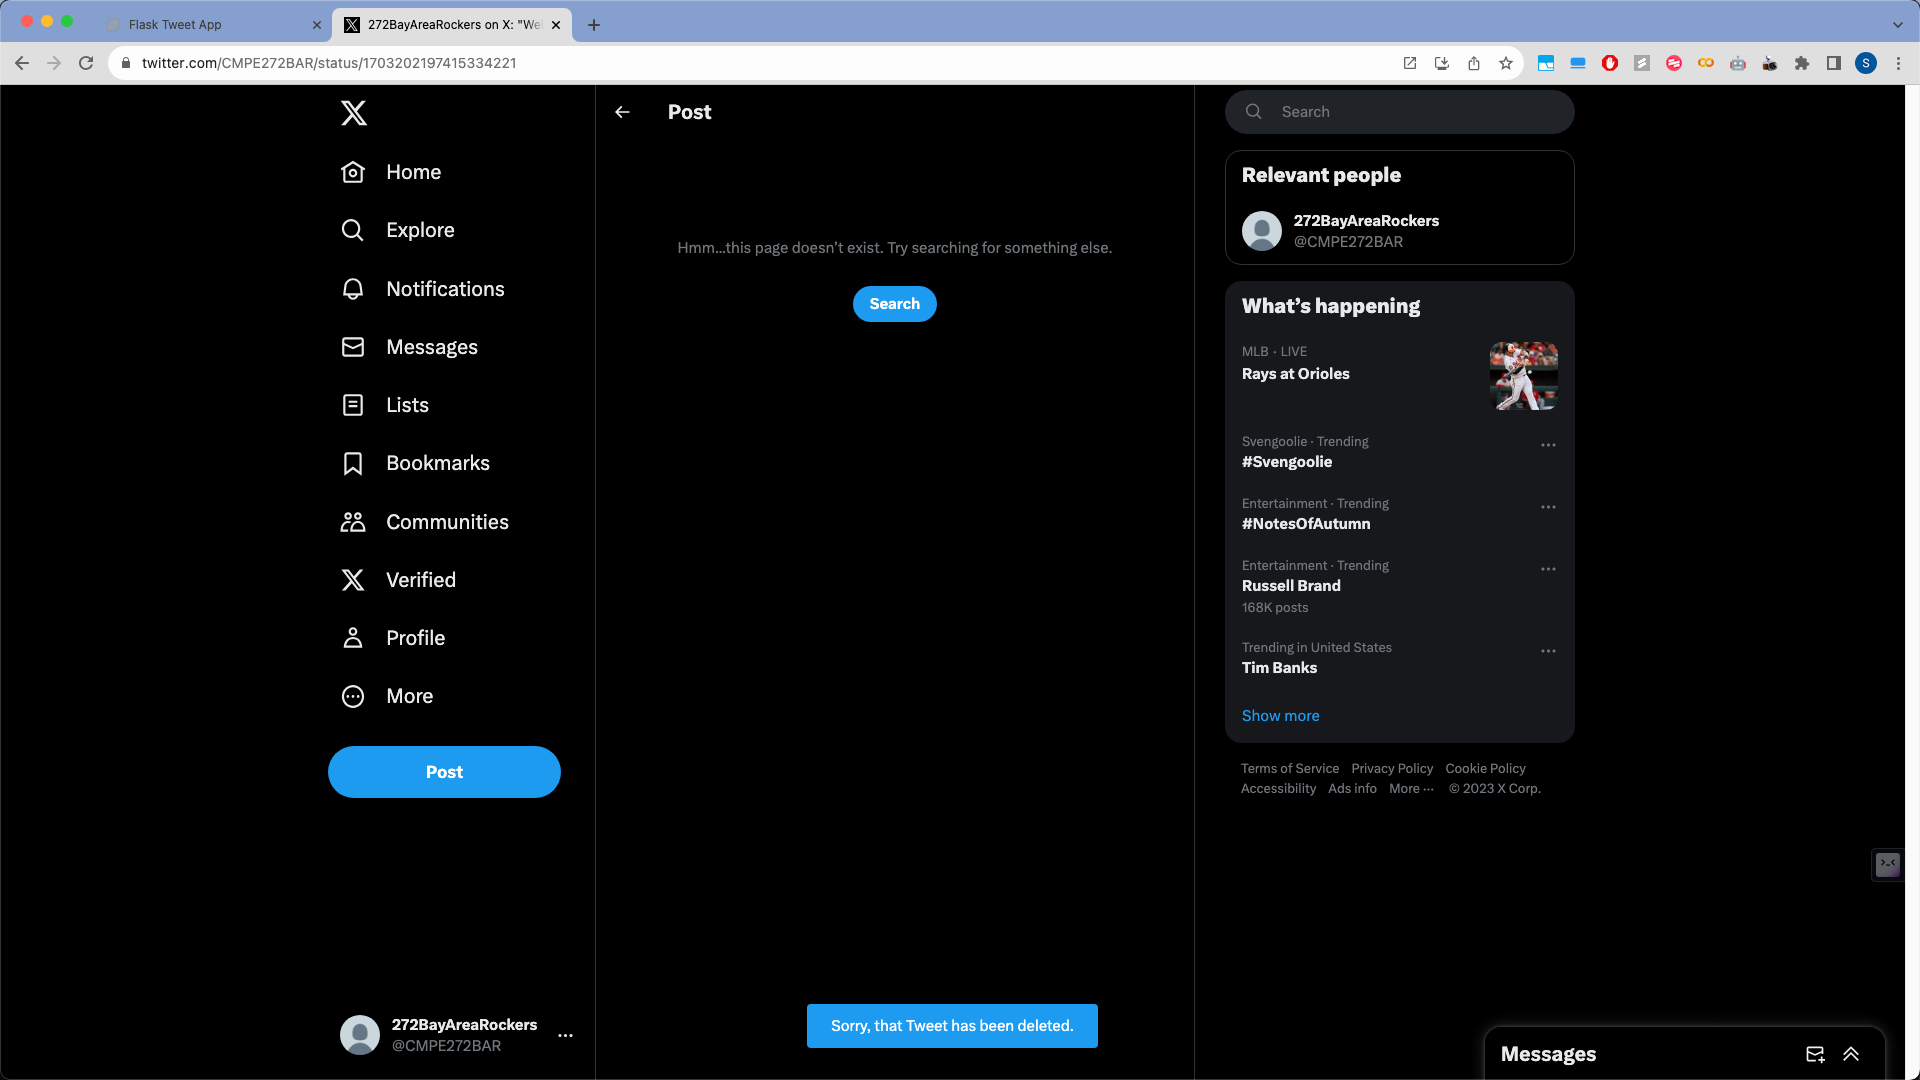 Flask Tweet App
272BayAreaRockers on X: "We
twitter.com/CMPE272BAR/status/1703202197415334221
S
Home
Explore
Notifications
Messages
Lists
Bookmarks
Communities
Verified
Profile
More
Post
272BayAreaRockers
@CMPE272BAR
Post
Hmm...this page doesn’t exist. Try searching for something else.
Search
Sorry, that Tweet has been deleted.
Search
Relevant people
272BayAreaRockers
@CMPE272BAR
What’s happening
MLB · LIVE
Rays at Orioles
Svengoolie · Trending
#Svengoolie
Entertainment · Trending
#NotesOfAutumn
Entertainment · Trending
Russell Brand
168K posts
Trending in United States
Tim Banks
Show more
Terms of Service Privacy Policy Cookie Policy
Accessibility Ads info More ··· © 2023 X Corp.
Messages